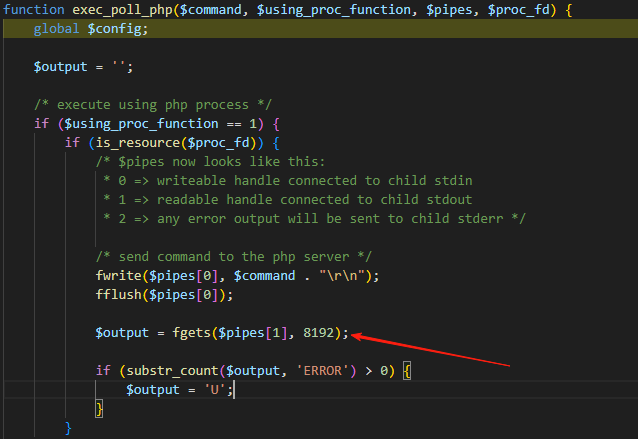 function exec_poll_php($command, $using_proc_function, $pipes, $proc_fd) {
global $config;
$output = '';
/* execute using php process */
if ($using_proc_function == 1) {
if (is_resource($proc_fd)) {
/* $pipes now looks like this:
* 0 => writeable handle connected to child stdin
* 1 => readable handle connected to child stdout
* 2 => any error output will be sent to child stderr */
/* send command to the php server */
fwrite($pipes[0], $command . "\r\n");
fflush($pipes[0]);
$output = fgets($pipes[1], 8192);
if (substr_count($output, 'ERROR') > 0) {
$output = 'U';
}
}